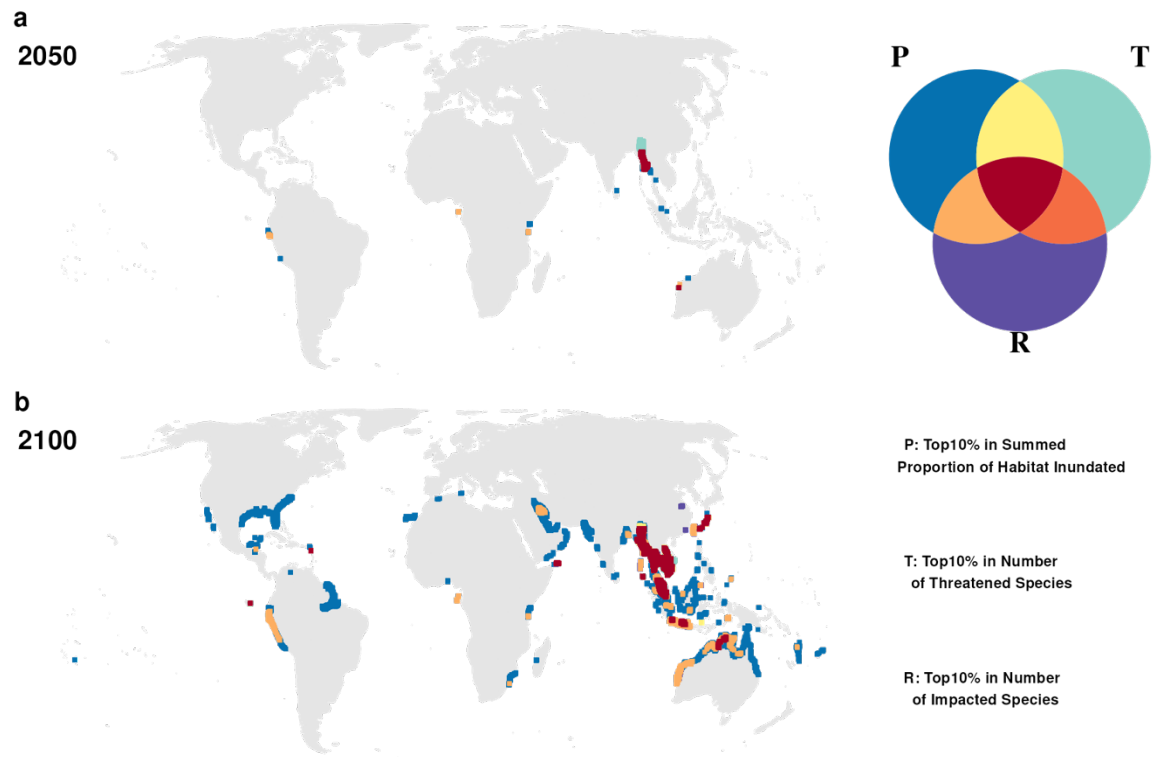 a
2050
P
T
R
b
2100
P: Top10% in Summed
Proportion of Habitat Inundated
T: Top10% in Number
of Threatened Species
R: Top10% in Number
of Impacted Species